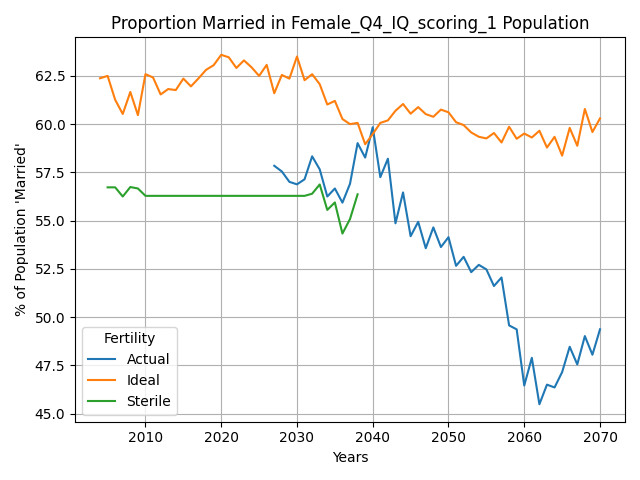 Proportion Married in Female_Q4_IQ_scoring_1 Population
% of Population 'Married'
62.5
60.0
57.5
55.0
52.5
50.0
47.5
45.0
Fertility
Actual
Ideal
Sterile
2010 2020 2030 2040 2050 2060 2070
Years